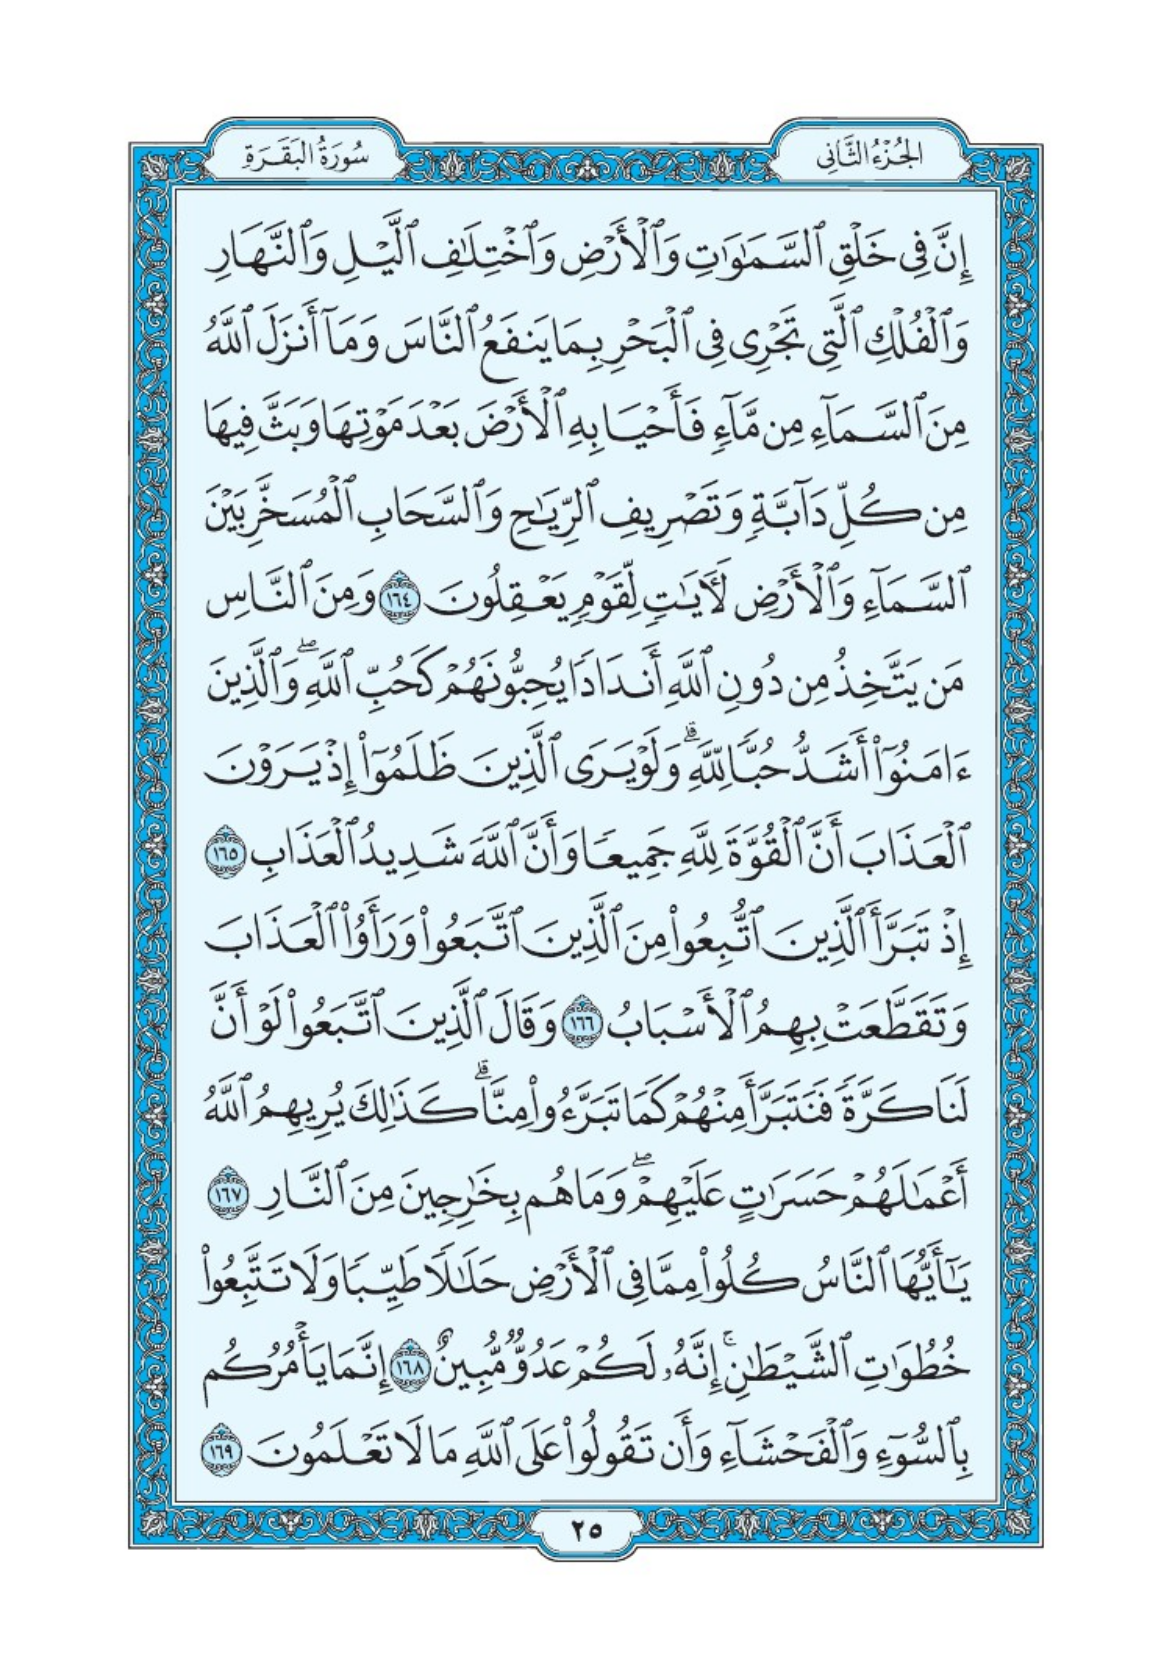 الجُزْءُ الثَّانِي
سُورَةُ البَقَرَةِ
إِنَّ فِى خَلْقِ ٱلسَّمَٰوَٰتِ وَٱلْأَرْضِ وَٱخْتِلَٰفِ ٱلَّيْلِ وَٱلنَّهَارِ
وَٱلْفُلْكِ ٱلَّتِى تَجْرِى فِى ٱلْبَحْرِ بِمَا يَنفَعُ ٱلنَّاسَ وَمَآ أَنزَلَ ٱللَّهُ
مِنَ ٱلسَّمَآءِ مِن مَّآءٍ فَأَحْيَا بِهِ ٱلْأَرْضَ بَعْدَ مَوْتِهَا وَبَثَّ فِيهَا
مِن كُلِّ دَآبَّةٍ وَتَصْرِيفِ ٱلرِّيَٰحِ وَٱلسَّحَابِ ٱلْمُسَخَّرِ بَيْنَ
ٱلسَّمَآءِ وَٱلْأَرْضِ لَءَايَٰتٍ لِّقَوْمٍ يَعْقِلُونَ ١٦٤ وَمِنَ ٱلنَّاسِ
مَن يَتَّخِذُ مِن دُونِ ٱللَّهِ أَندَادًا يُحِبُّونَهُمْ كَحُبِّ ٱللَّهِ ۖ وَٱلَّذِينَ
ءَامَنُوٓا۟ أَشَدُّ حُبًّا لِّلَّهِ ۗ وَلَوْ يَرَى ٱلَّذِينَ ظَلَمُوٓا۟ إِذْ يَرَوْنَ
ٱلْعَذَابَ أَنَّ ٱلْقُوَّةَ لِلَّهِ جَمِيعًا وَأَنَّ ٱللَّهَ شَدِيدُ ٱلْعَذَابِ ١٦٥
إِذْ تَبَرَّأَ ٱلَّذِينَ ٱتُّبِعُوا۟ مِنَ ٱلَّذِينَ ٱتَّبَعُوا۟ وَرَأَوُا۟ ٱلْعَذَابَ
وَتَقَطَّعَتْ بِهِمُ ٱلْأَسْبَابُ ١٦٦ وَقَالَ ٱلَّذِينَ ٱتَّبَعُوا۟ لَوْ أَنَّ
لَنَا كَرَّةً فَنَتَبَرَّأَ مِنْهُمْ كَمَا تَبَرَّءُوا۟ مِنَّا ۗ كَذَٰلِكَ يُرِيهِمُ ٱللَّهُ
أَعْمَٰلَهُمْ حَسَرَٰتٍ عَلَيْهِمْ ۖ وَمَا هُم بِخَٰرِجِينَ مِنَ ٱلنَّارِ ١٦٧
يَٰٓأَيُّهَا ٱلنَّاسُ كُلُوا۟ مِمَّا فِى ٱلْأَرْضِ حَلَٰلًا طَيِّبًا وَلَا تَتَّبِعُوا۟
خُطُوَٰتِ ٱلشَّيْطَٰنِ ۚ إِنَّهُۥ لَكُمْ عَدُوٌّ مُّبِينٌ ١٦٨ إِنَّمَا يَأْمُرُكُم
بِٱلسُّوٓءِ وَٱلْفَحْشَآءِ وَأَن تَقُولُوا۟ عَلَى ٱللَّهِ مَا لَا تَعْلَمُونَ ١٦٩
٢٥